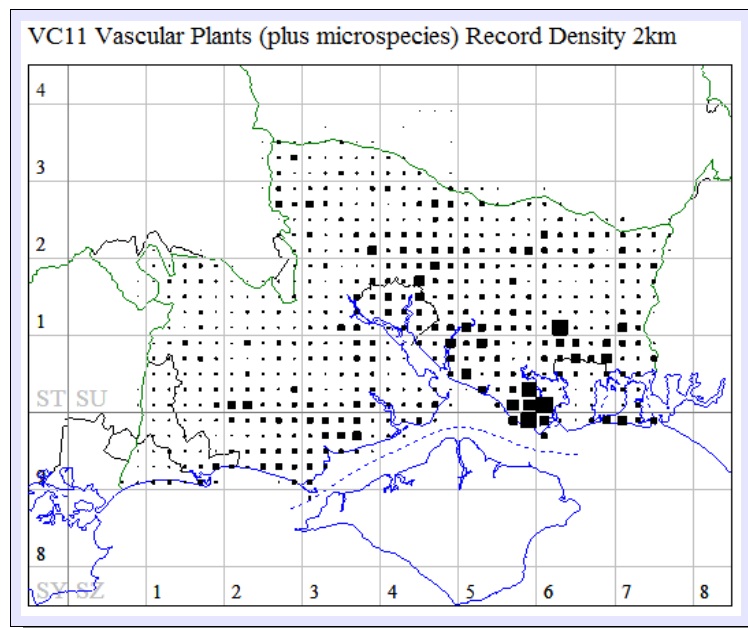 VC11 Vascular Plants (plus microspecies) Record Density 2km
4
3
2
1
ST SU
9
8
SY SZ 1 2 3 4 5 6 7 8